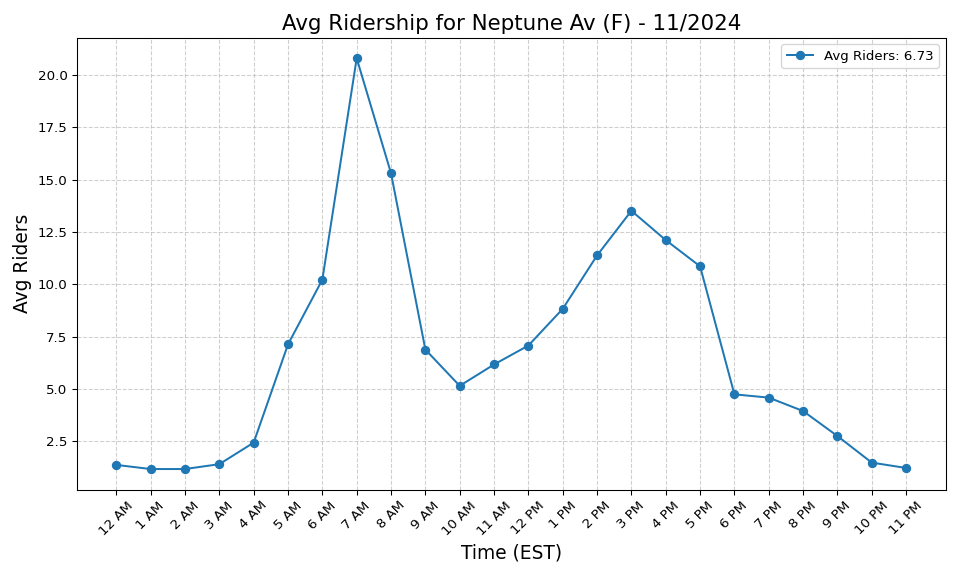 Avg Ridership for Neptune Av (F) - 11/2024
Avg Riders: 6.73
Avg Riders
20.0
17.5
15.0
12.5
10.0
7.5
5.0
2.5
12 AM 1 AM 2 AM 3 AM 4 AM 5 AM 6 AM 7 AM 8 AM 9 AM 10 AM 11 AM 12 PM 1 PM 2 PM 3 PM 4 PM 5 PM 6 PM 7 PM 8 PM 9 PM 10 PM 11 PM
Time (EST)